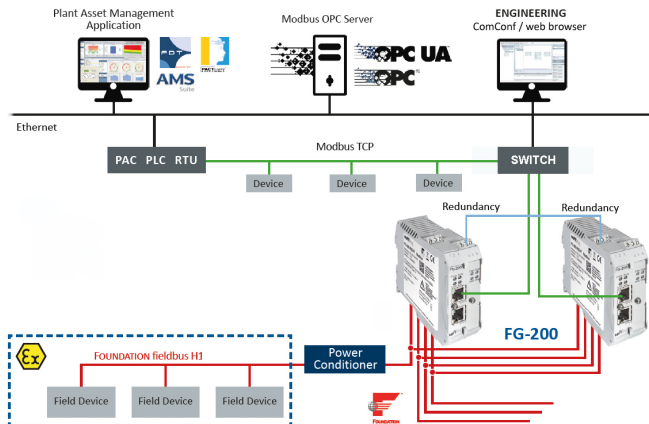 Plant Asset Management
Application
Modbus OPC Server
ENGINEERING
ComConf / web browser
FDT
PACTware
AMS
Suite
OPC UA
OPC
Ethernet
Modbus TCP
PAC PLC RTU
SWITCH
Device
Device
Device
Redundancy
Redundancy
FG-200
Ex
FOUNDATION fieldbus H1
Power
Conditioner
Field Device
Field Device
Field Device
FOUNDATION